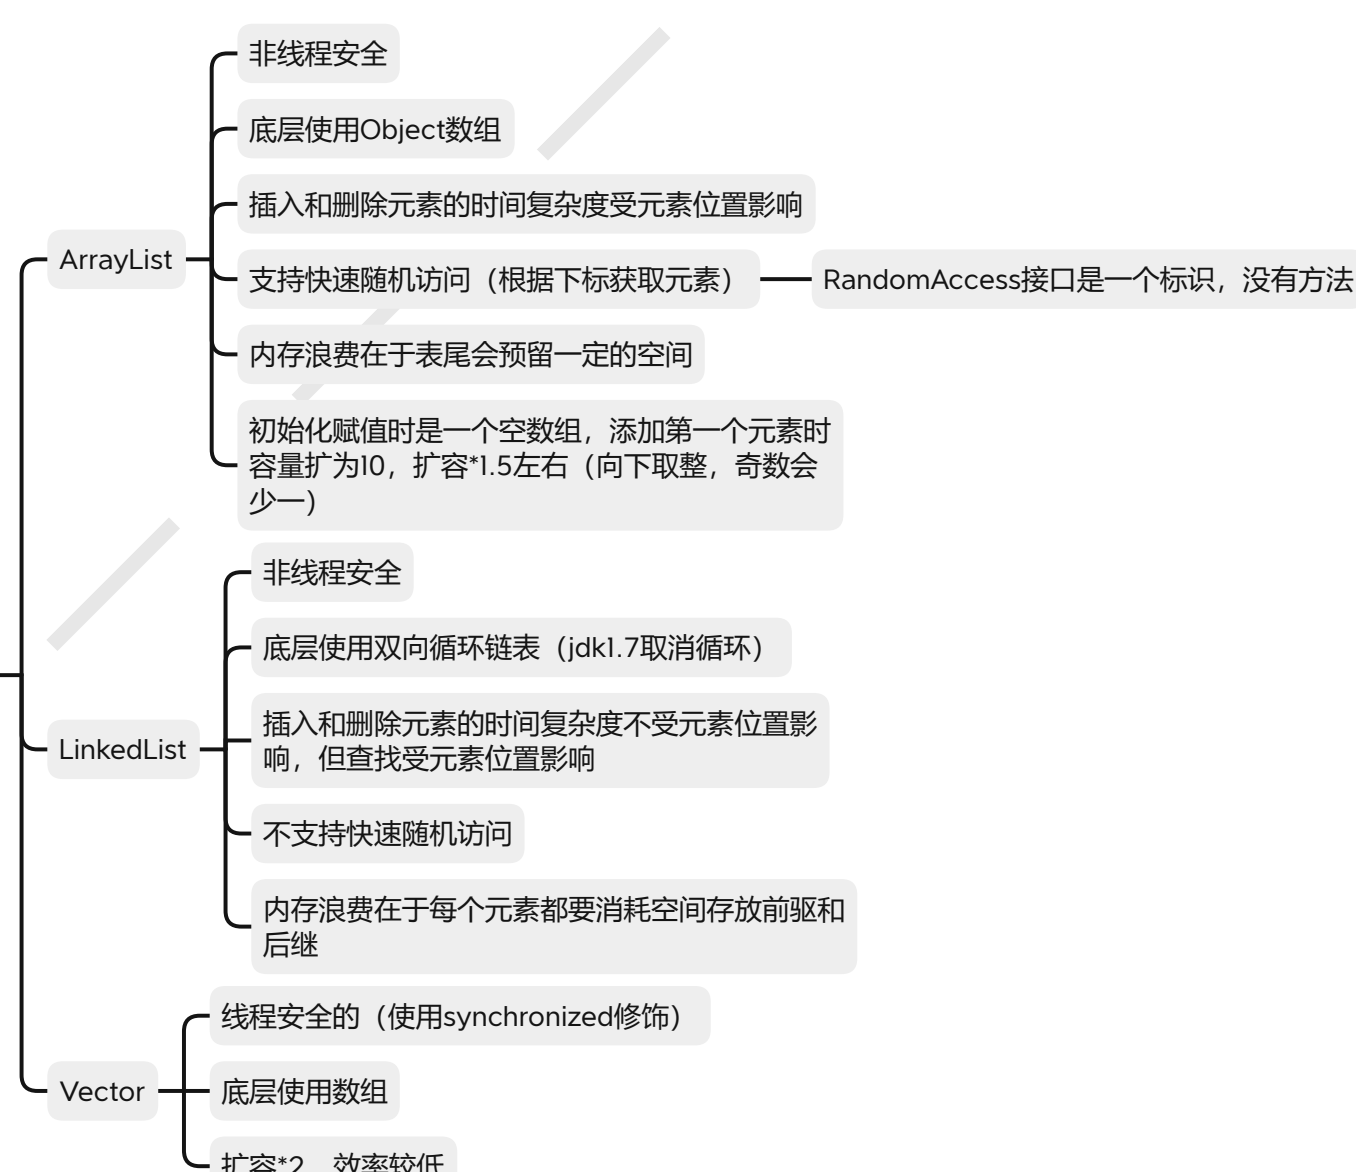 非线程安全
底层使用Object数组
插入和删除元素的时间复杂度受元素位置影响
ArrayList
支持快速随机访问（根据下标获取元素）
RandomAccess接口是一个标识，没有方法
内存浪费在于表尾会预留一定的空间
初始化赋值时是一个空数组，添加第一个元素时
容量扩为10，扩容*1.5左右（向下取整，奇数会
少一）
非线程安全
底层使用双向循环链表（jdk1.7取消循环）
插入和删除元素的时间复杂度不受元素位置影
响，但查找受元素位置影响
LinkedList
不支持快速随机访问
内存浪费在于每个元素都要消耗空间存放前驱和
后继
线程安全的（使用synchronized修饰）
Vector
底层使用数组
扩容*2，效率较低